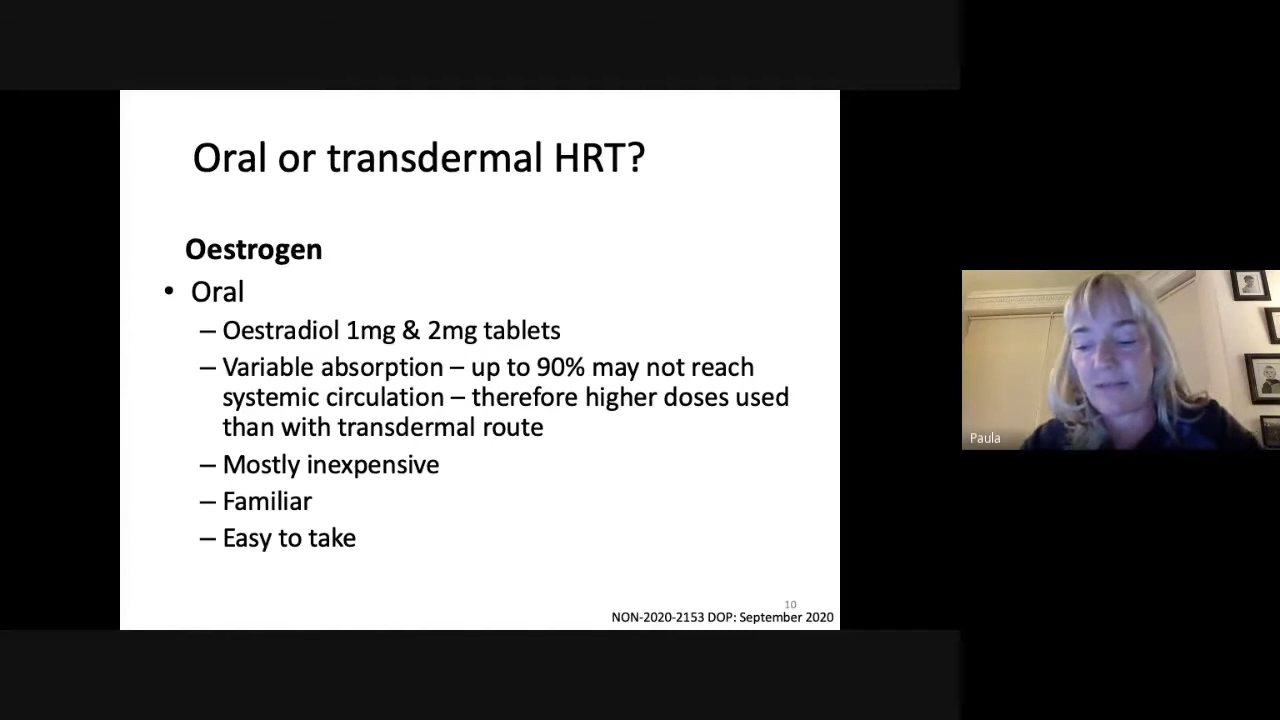 Oral or transdermal HRT?
Oestrogen
• Oral
– Oestradiol 1mg & 2mg tablets
– Variable absorption – up to 90% may not reach
systemic circulation – therefore higher doses used
than with transdermal route
– Mostly inexpensive
– Familiar
– Easy to take
10
NON-2020-2153 DOP: September 2020
Paula